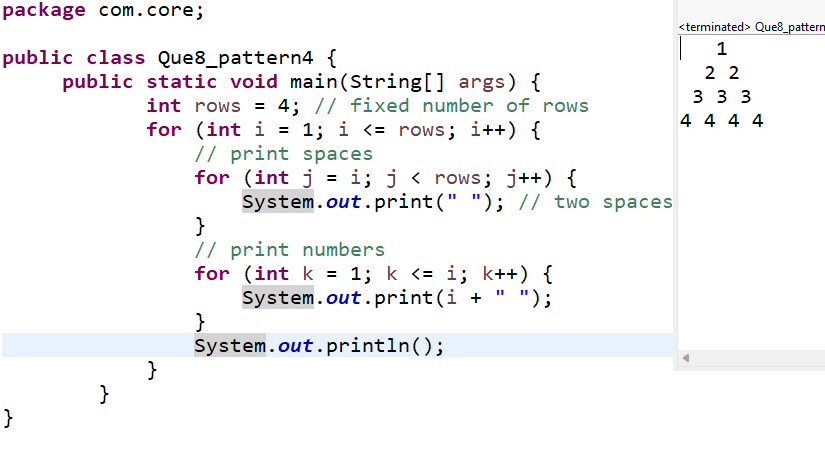 package com.core;
public class Que8_pattern4 {
public static void main(String[] args) {
int rows = 4; // fixed number of rows
for (int i = 1; i <= rows; i++) {
// print spaces
for (int j = i; j < rows; j++) {
System.out.print(" "); // two spaces
}
// print numbers
for (int k = 1; k <= i; k++) {
System.out.print(i + " ");
}
System.out.println();
}
}
}
<terminated> Que8_pattern
1
2 2
3 3 3
4 4 4 4